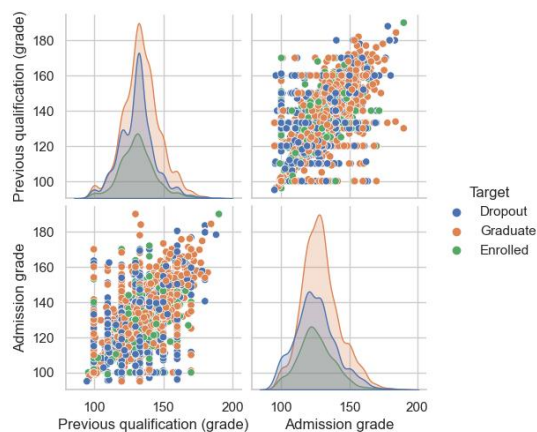 Previous qualification (grade)
180
160
140
120
100
Target
Dropout
Graduate
Enrolled
Admission grade
180
160
140
120
100
100 150 200 100 150 200
Previous qualification (grade) Admission grade